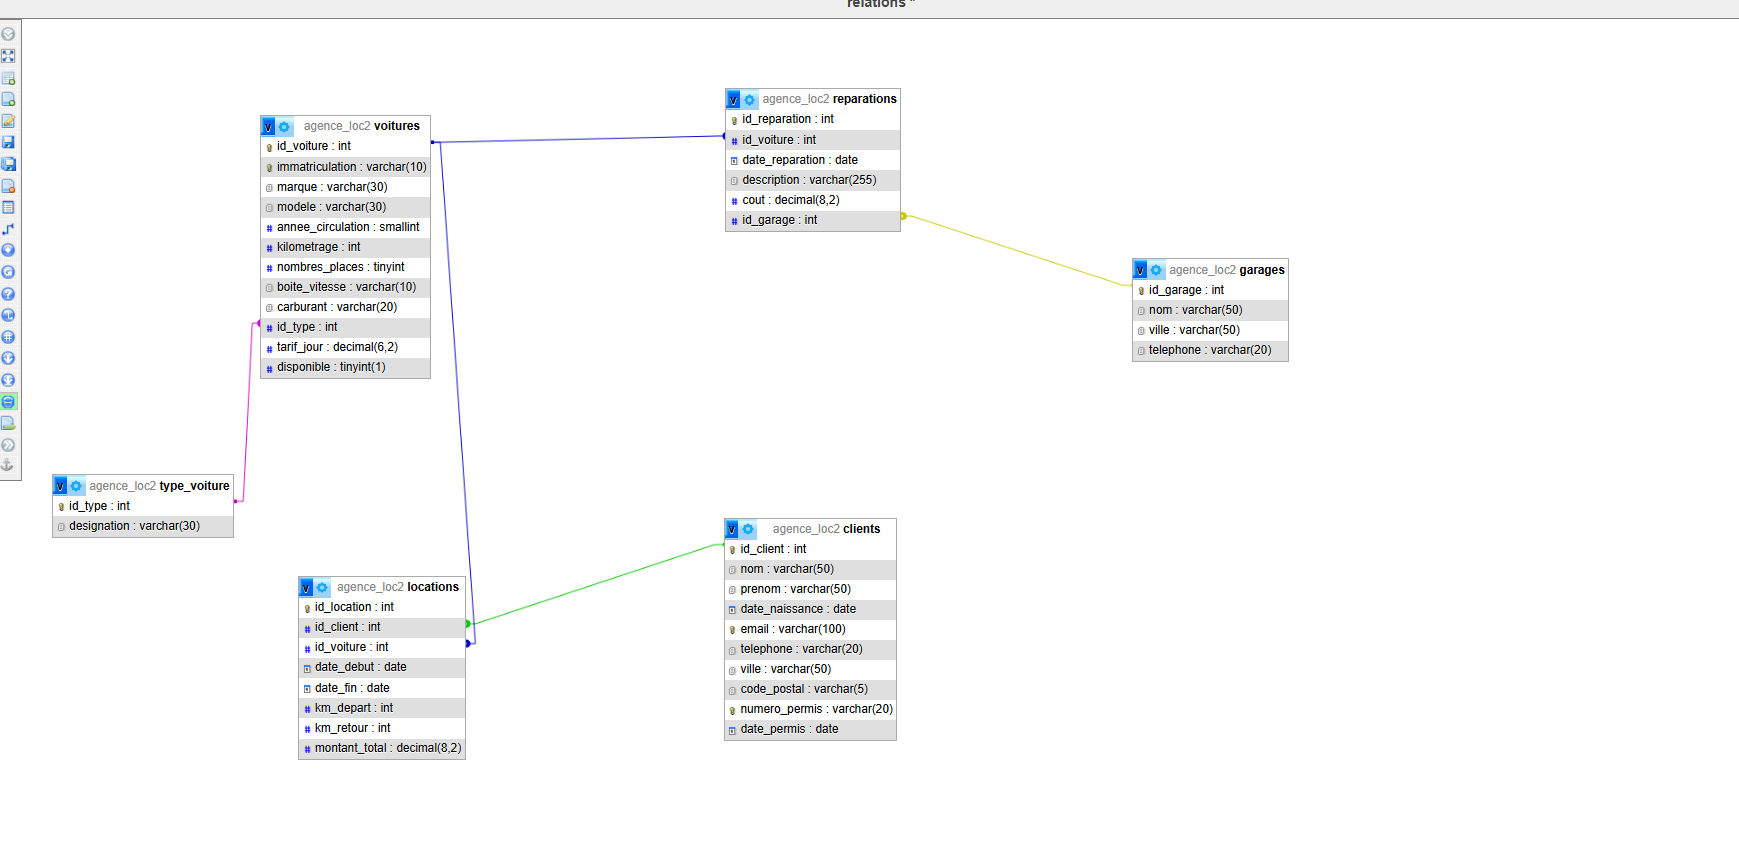 relations *
agence_loc2 voitures
id_voiture : int
immatriculation : varchar(10)
marque : varchar(30)
modele : varchar(30)
annee_circulation : smallint
kilometrage : int
nombres_places : tinyint
boite_vitesse : varchar(10)
carburant : varchar(20)
id_type : int
tarif_jour : decimal(6,2)
disponible : tinyint(1)
agence_loc2 reparations
id_reparation : int
id_voiture : int
date_reparation : date
description : varchar(255)
cout : decimal(8,2)
id_garage : int
agence_loc2 garages
id_garage : int
nom : varchar(50)
ville : varchar(50)
telephone : varchar(20)
agence_loc2 type_voiture
id_type : int
designation : varchar(30)
agence_loc2 locations
id_location : int
id_client : int
id_voiture : int
date_debut : date
date_fin : date
km_depart : int
km_retour : int
montant_total : decimal(8,2)
agence_loc2 clients
id_client : int
nom : varchar(50)
prenom : varchar(50)
date_naissance : date
email : varchar(100)
telephone : varchar(20)
ville : varchar(50)
code_postal : varchar(5)
numero_permis : varchar(20)
date_permis : date